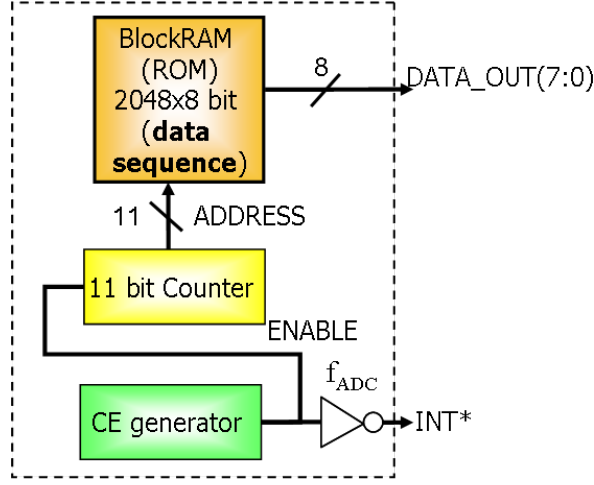 BlockRAM
(ROM)
2048x8 bit
(data
sequence)
8
DATA_OUT(7:0)
11
ADDRESS
11 bit Counter
ENABLE
fADC
CE generator
INT*